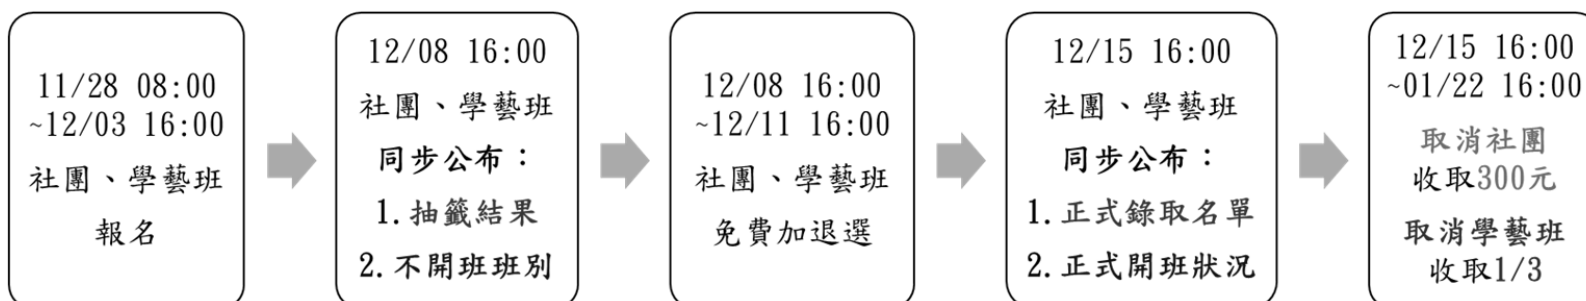 11/28 08:00
~12/03 16:00
社團、學藝班
報名
12/08 16:00
社團、學藝班
同步公布：
1.抽籤結果
2.不開班班別
12/08 16:00
~12/11 16:00
社團、學藝班
免費加退選
12/15 16:00
社團、學藝班
同步公布：
1.正式錄取名單
2.正式開班狀況
12/15 16:00
~01/22 16:00
取消社團
收取300元
取消學藝班
收取1/3